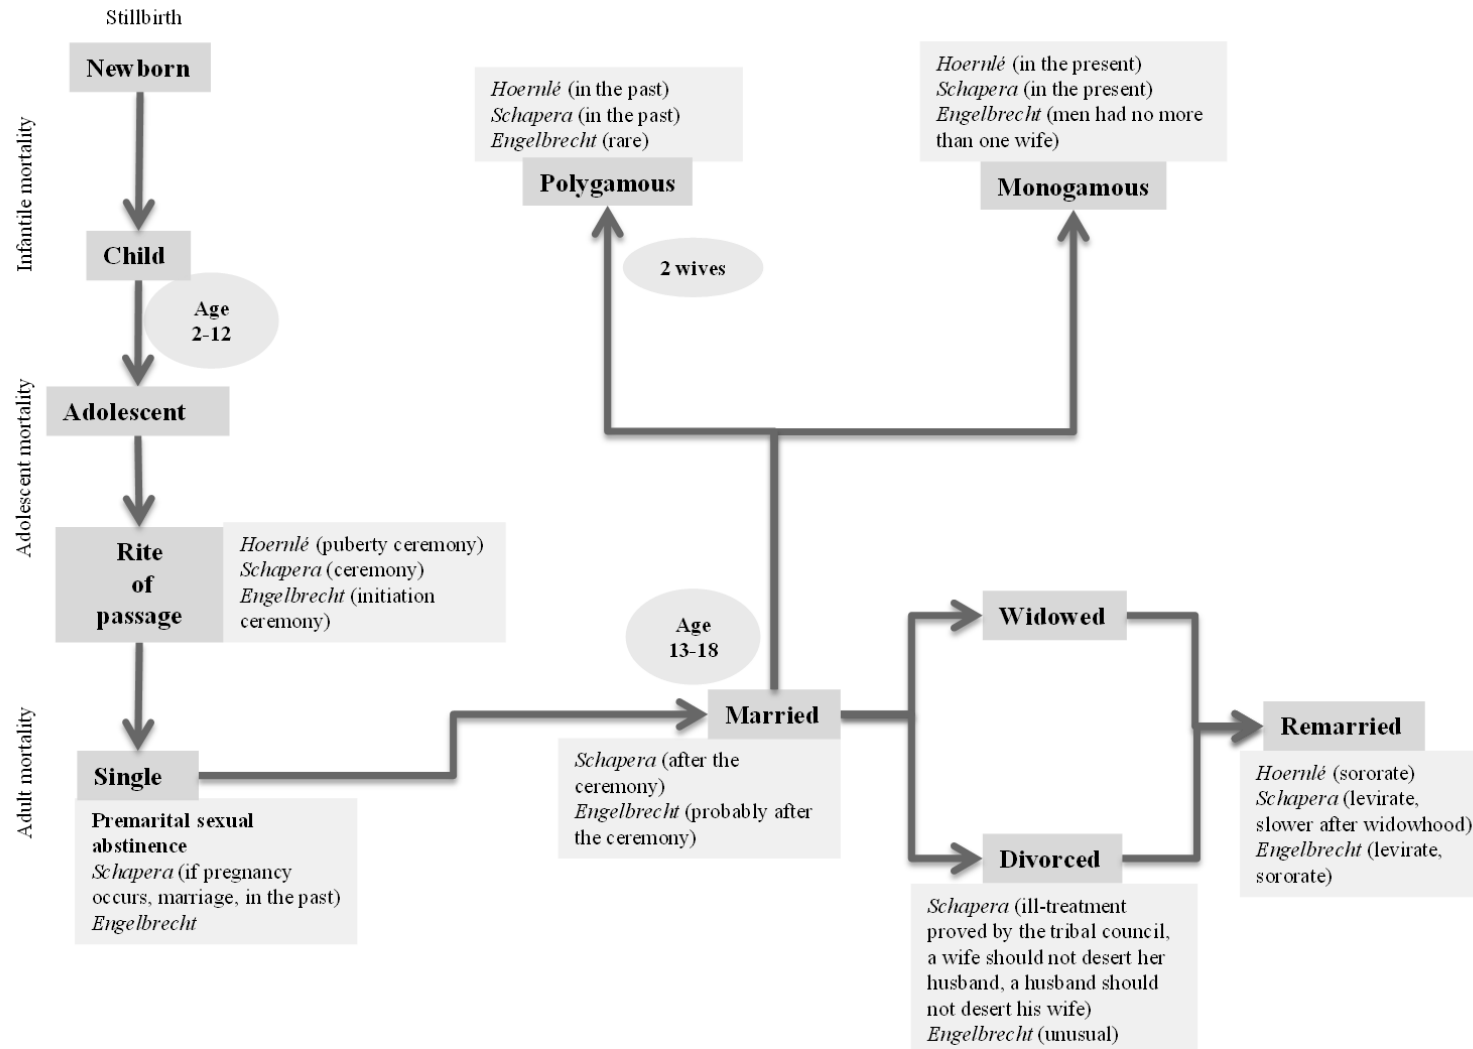 Stillbirth
Newborn
Infantile mortality
Child
Age
2-12
Adolescent mortality
Adolescent
Rite
of
passage
Hoernlé (puberty ceremony)
Schapera (ceremony)
Engelbrecht (initiation
ceremony)
Adult mortality
Single
Premarital sexual
abstinence
Schapera (if pregnancy
occurs, marriage, in the past)
Engelbrecht
Hoernlé (in the past)
Schapera (in the past)
Engelbrecht (rare)
Polygamous
2 wives
Hoernlé (in the present)
Schapera (in the present)
Engelbrecht (men had no more
than one wife)
Monogamous
Age
13-18
Married
Schapera (after the
ceremony)
Engelbrecht (probably after
the ceremony)
Widowed
Divorced
Schapera (ill-treatment
proved by the tribal council,
a wife should not desert her
husband, a husband should
not desert his wife)
Engelbrecht (unusual)
Remarried
Hoernlé (sororate)
Schapera (levirate,
slower after widowhood)
Engelbrecht (levirate,
sororate)